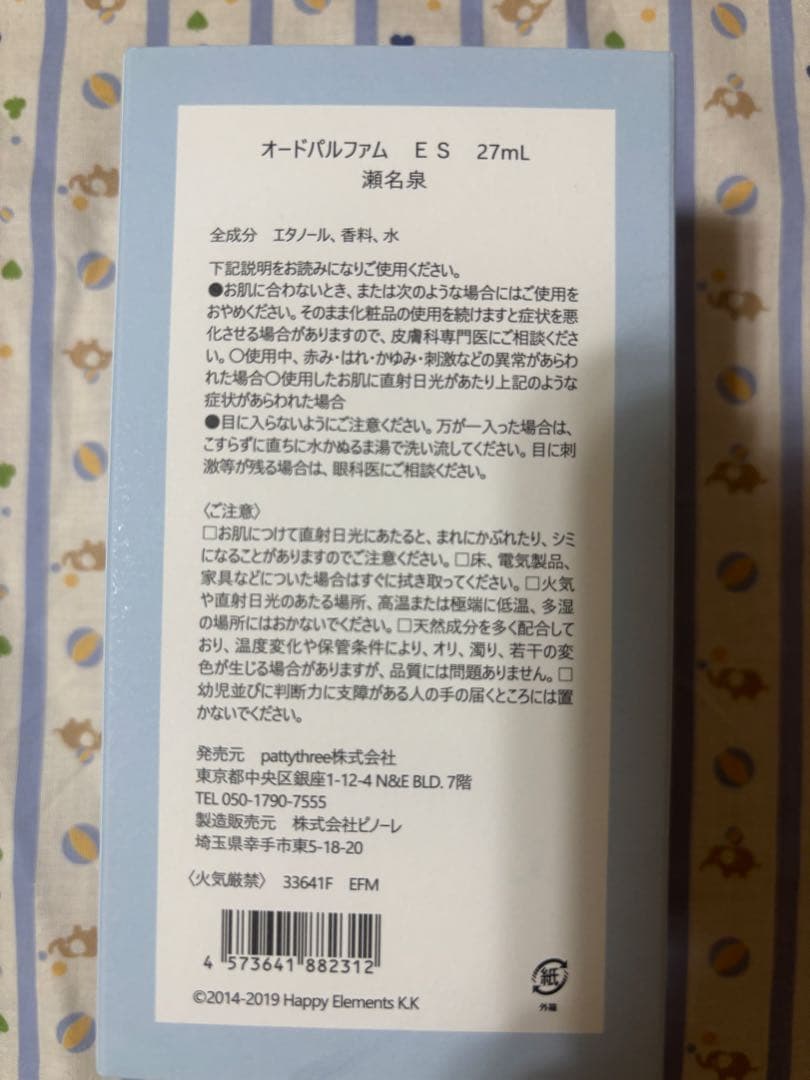 オードパルファム　ＥＳ　27mL
瀬名泉
全成分　エタノール、香料、水
下記説明をお読みになりご使用ください。
●お肌に合わないとき、または次のような場合にはご使用を
おやめください。そのまま化粧品の使用を続けますと症状を悪
化させる場合がありますので、皮膚科専門医にご相談くださ
い。〇使用中、赤み・はれ・かゆみ・刺激などの異常があらわ
れた場合〇使用したお肌に直射日光があたり上記のような
症状があらわれた場合
●目に入らないようにご注意ください。万が一入った場合は、
こすらずに直ちに水かぬるま湯で洗い流してください。目に刺
激等が残る場合は、眼科医にご相談ください。
〈ご注意〉
□お肌につけて直射日光にあたると、まれにかぶれたり、シミ
になることがありますのでご注意ください。□床、電気製品、
家具などについた場合はすぐに拭き取ってください。□火気
や直射日光のあたる場所、高温または極端に低温、多湿
の場所にはおかないでください。□天然成分を多く配合して
おり、温度変化や保管条件により、オリ、濁り、若干の変
色が生じる場合がありますが、品質には問題ありません。□
幼児並びに判断力に支障がある人の手の届くところには置
かないでください。
発売元　pattythree株式会社
東京都中央区銀座1-12-4 N&E BLD. 7階
TEL 050-1790-7555
製造販売元　株式会社ピノーレ
埼玉県幸手市東5-18-20
〈火気厳禁〉 33641F EFM
4 573641 882312
©2014-2019 Happy Elements K.K
紙
外箱